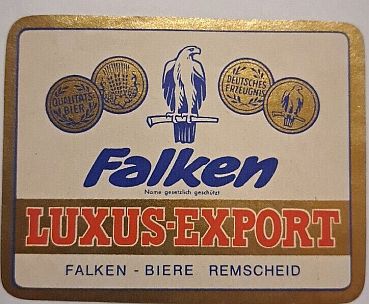 QUALITÄTS
BIER
DEUTSCHES
ERZEUGNIS
Falken
Name gesetzlich geschützt
LUXUS-EXPORT
FALKEN - BIERE REMSCHEID